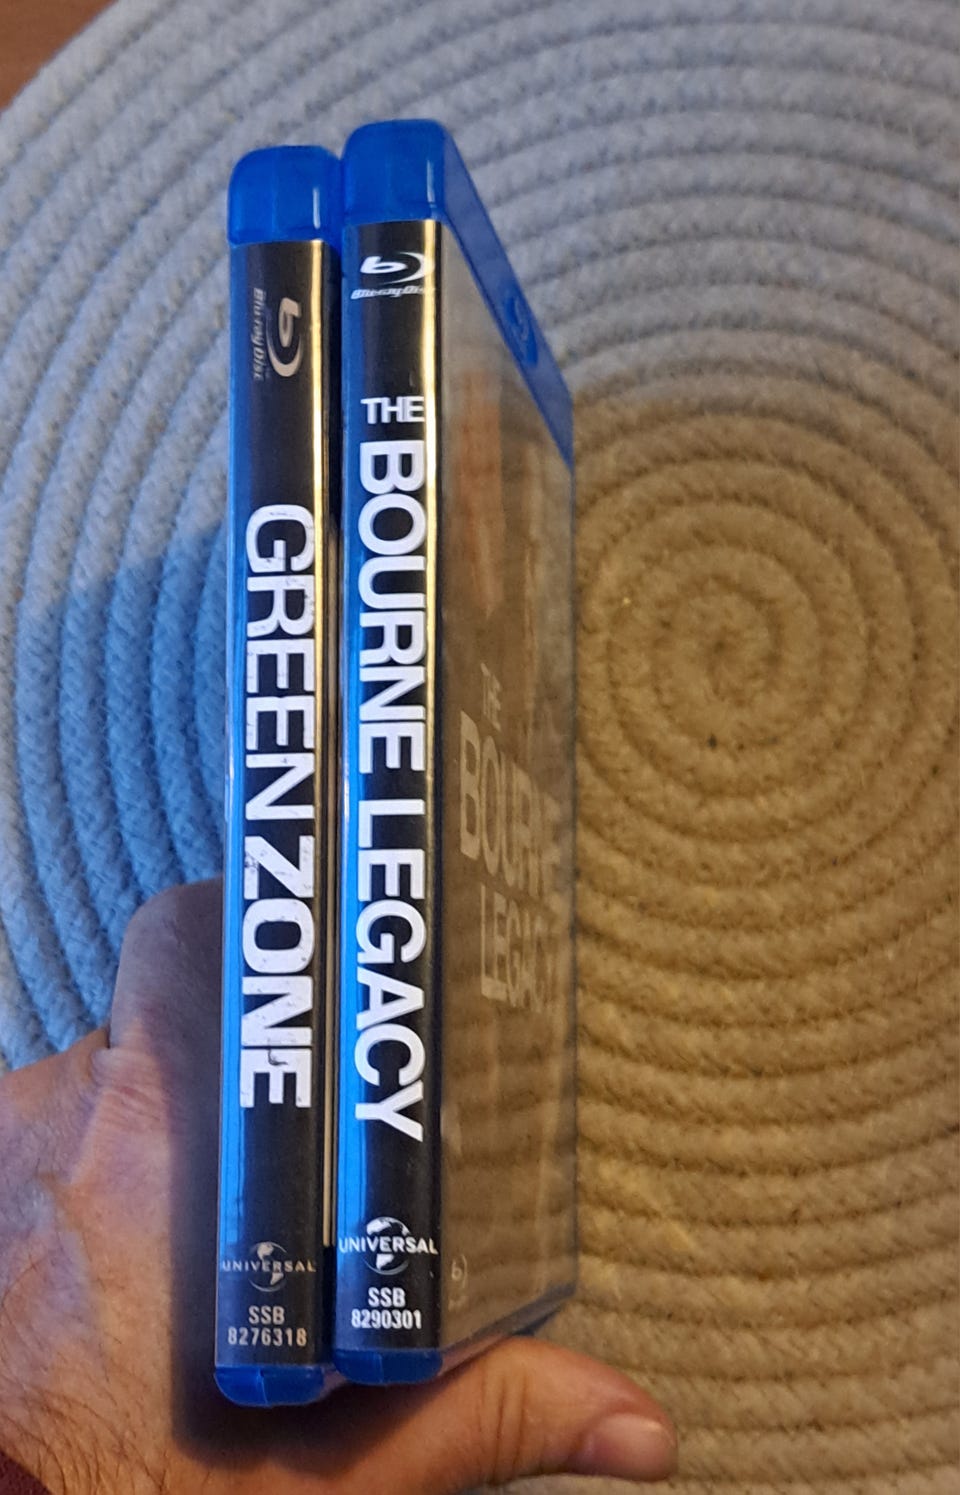 Blu-ray Disc
GREEN ZONE
UNIVERSAL
SSB
8276318
Blu-ray Disc
THE
BOURNE LEGACY
UNIVERSAL
SSB
8290301
THE
BOURNE
LEGACY